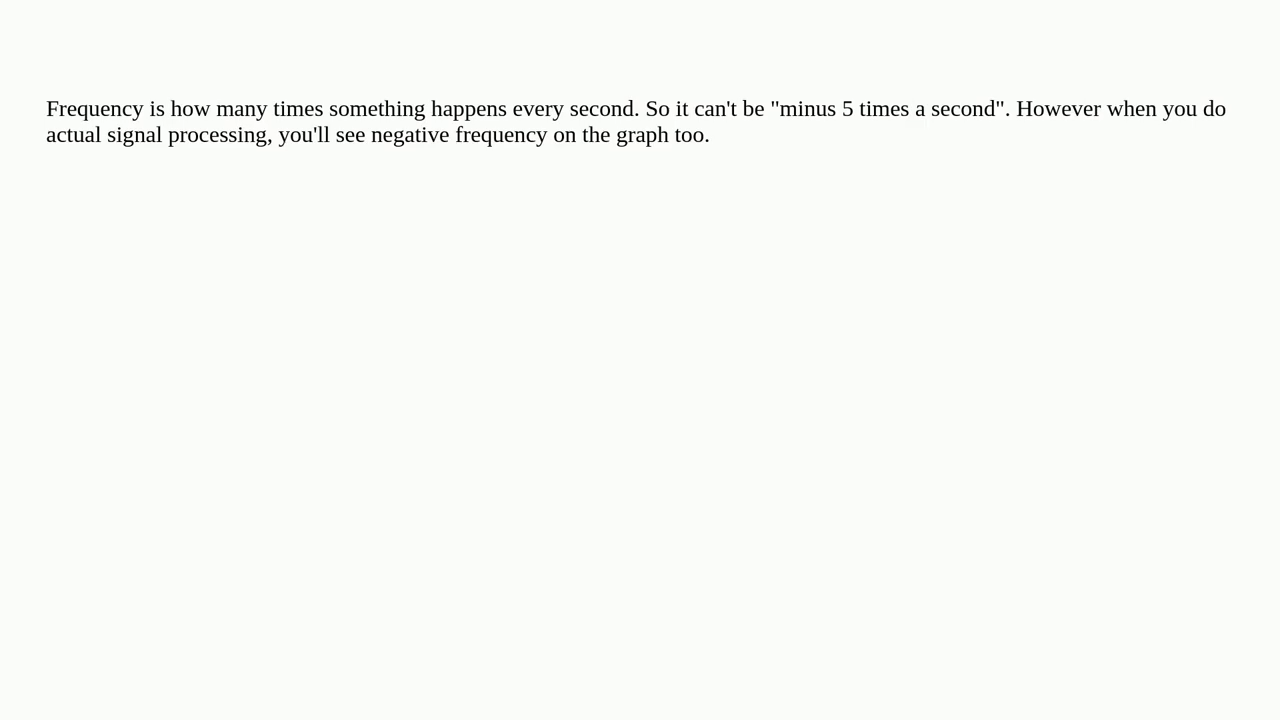 Frequency is how many times something happens every second. So it can't be "minus 5 times a second". However when you do
actual signal processing, you'll see negative frequency on the graph too.